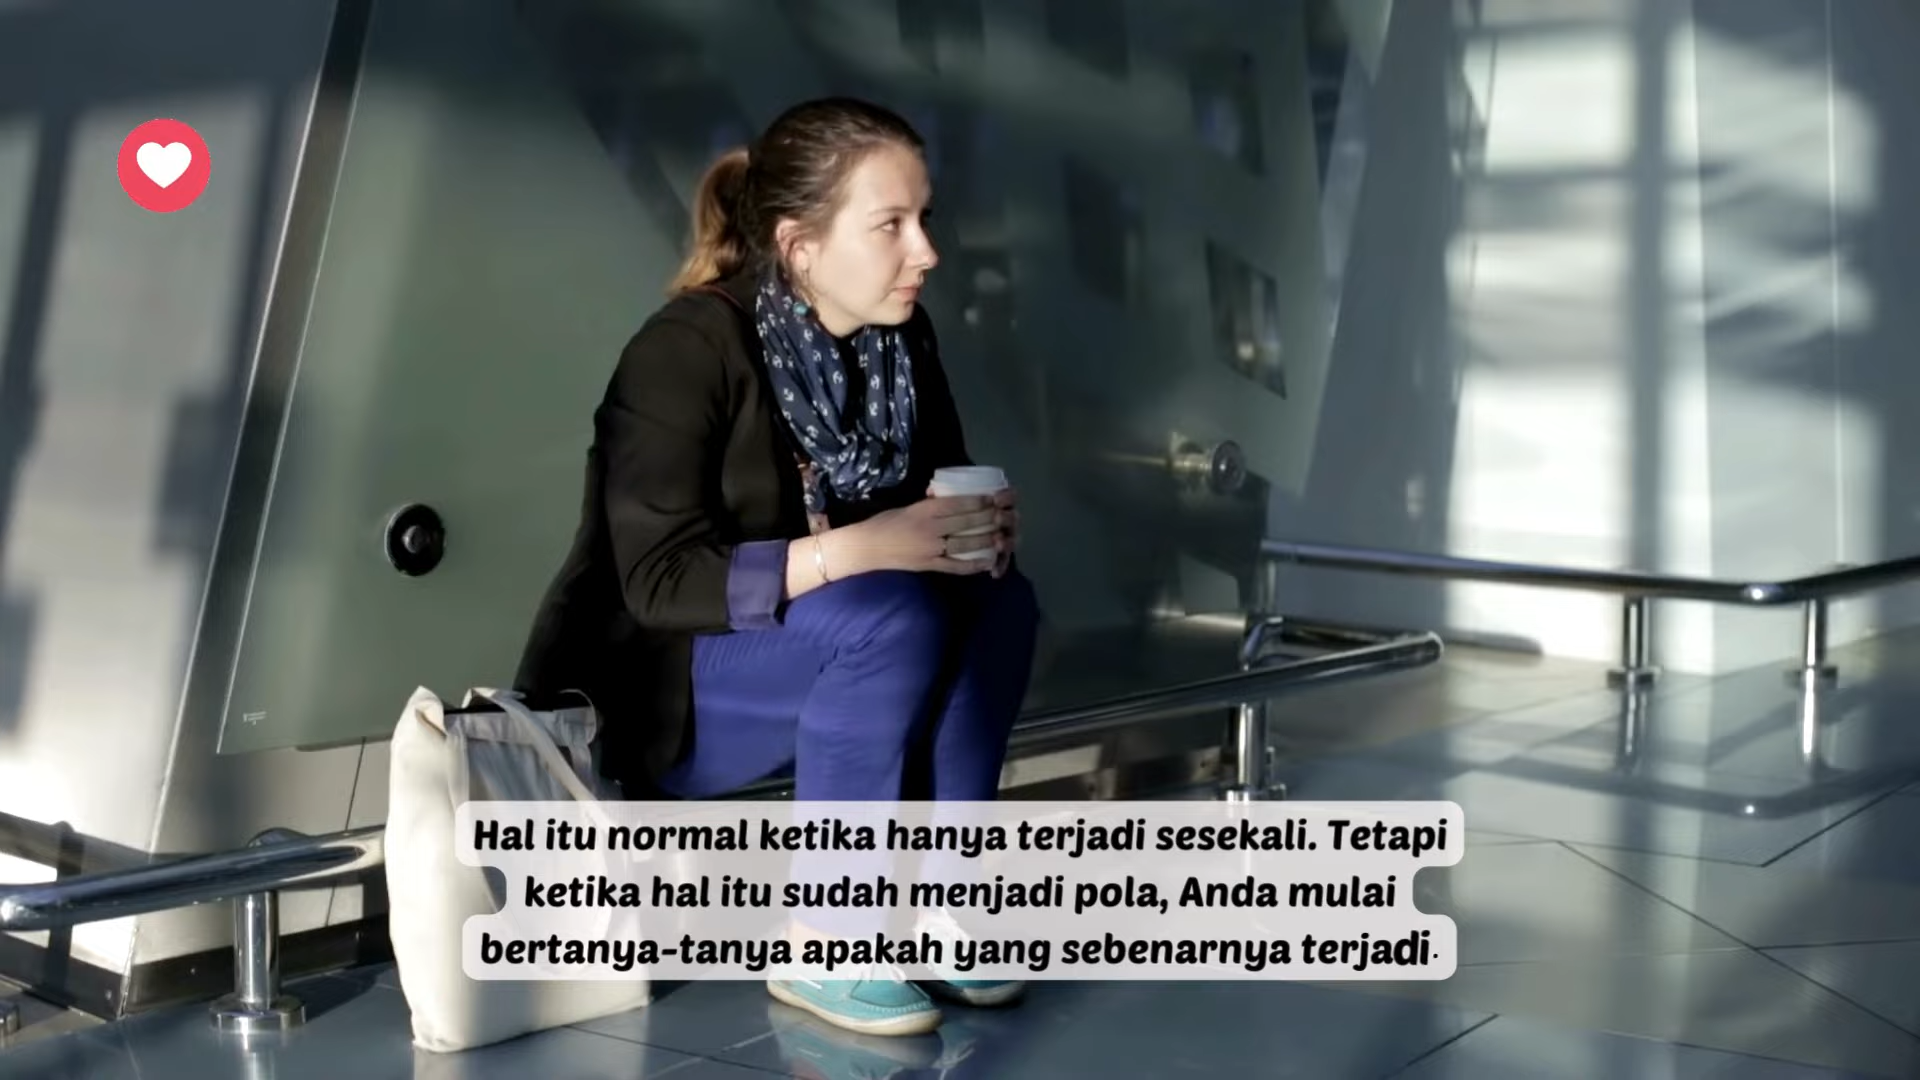 Hal itu normal ketika hanya terjadi sesekali. Tetapi
ketika hal itu sudah menjadi pola, Anda mulai
bertanya-tanya apakah yang sebenarnya terjadi.